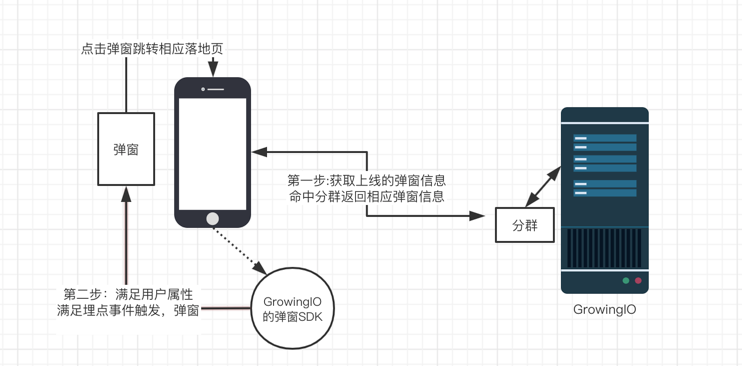 点击弹窗跳转相应落地页
弹窗
第一步:获取上线的弹窗信息
命中分群返回相应弹窗信息
分群
第二步：满足用户属性
满足埋点事件触发，弹窗
GrowingIO
的弹窗SDK
GrowingIO